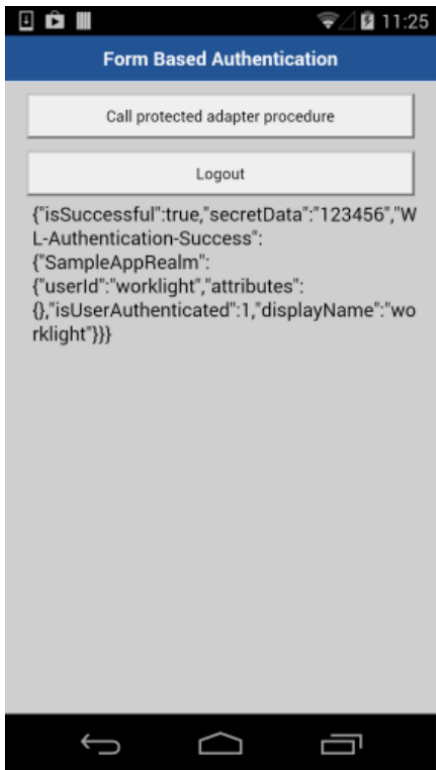 11:25
Form Based Authentication
Call protected adapter procedure
Logout
{"isSuccessful":true,"secretData":"123456","W
L-Authentication-Success":
{"SampleAppRealm":
{"userId":"worklight","attributes":
{},"isUserAuthenticated":1,"displayName":"wo
rklight"}}}